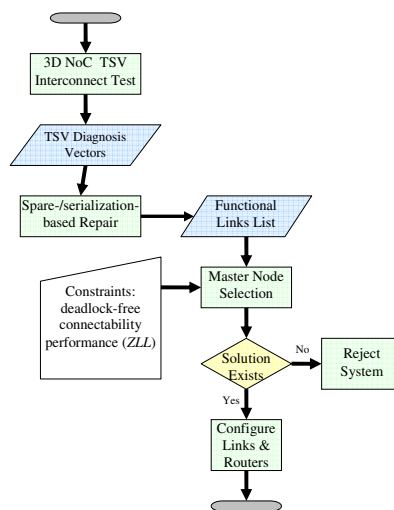 3D NoC TSV
Interconnect Test
TSV Diagnosis
Vectors
Spare-/serialization-
based Repair
Functional
Links List
Constraints:
deadlock-free
connectability
performance (ZLL)
Master Node
Selection
Solution
Exists
No
Reject
System
Yes
Configure
Links &
Routers